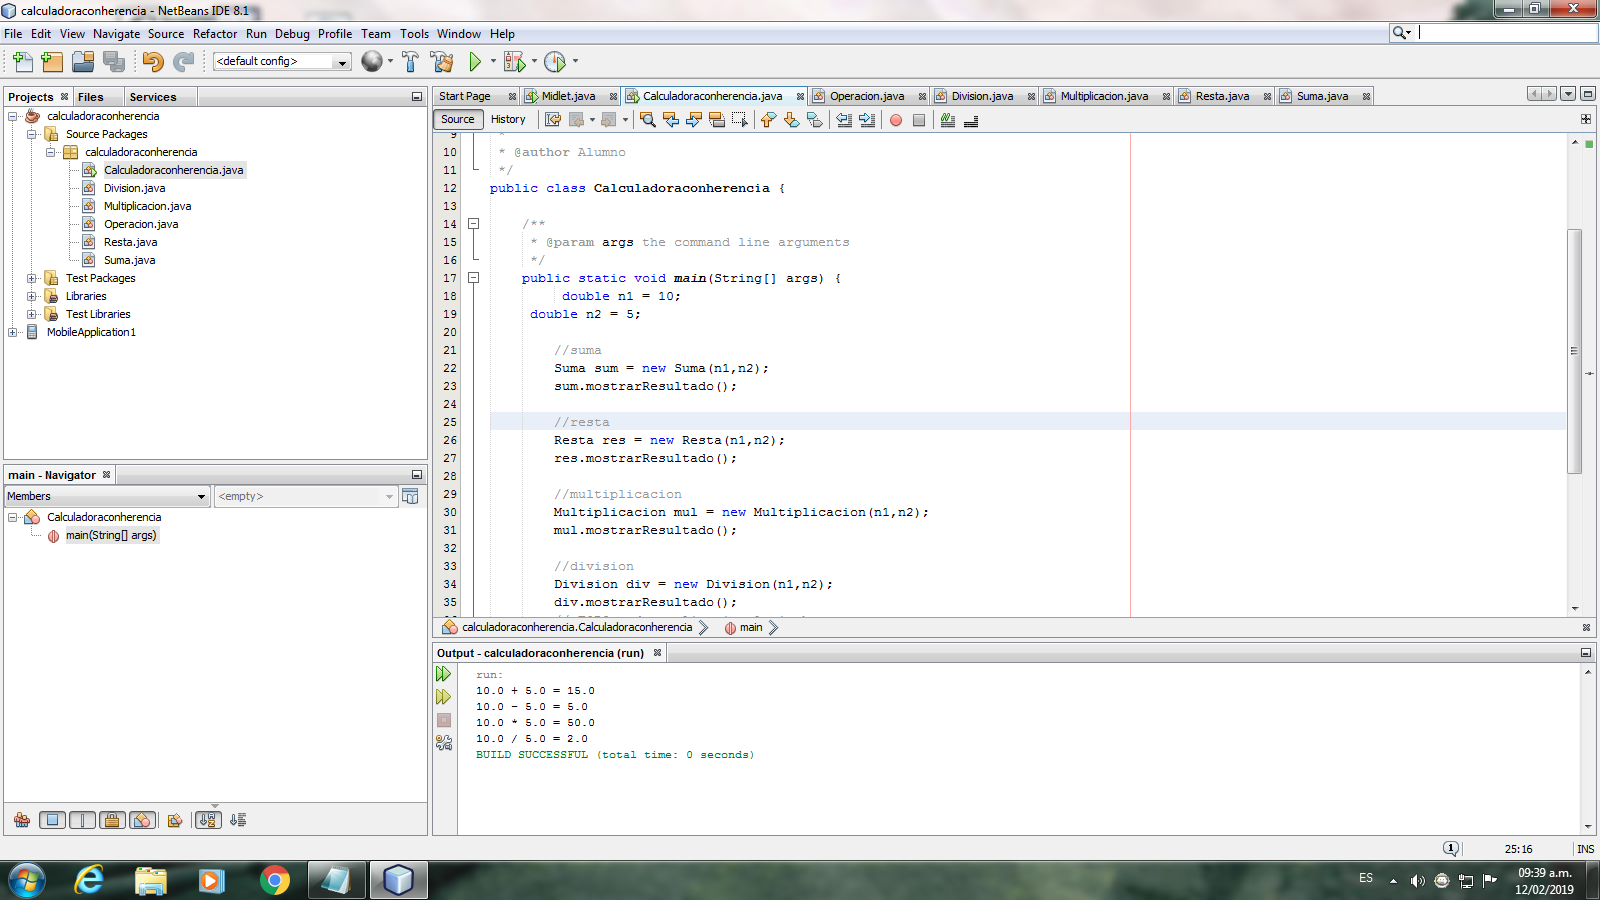 calculadoraconherencia - NetBeans IDE 8.1
File Edit View Navigate Source Refactor Run Debug Profile Team Tools Window Help
<default config>
Projects Files Services
calculadoraconherencia
Source Packages
calculadoraconherencia
Calculadoraconherencia.java
Division.java
Multiplicacion.java
Operacion.java
Resta.java
Suma.java
Test Packages
Libraries
Test Libraries
MobileApplication1
main - Navigator
Members <empty>
Calculadoraconherencia
main(String[] args)
Start Page Midlet.java Calculadoraconherencia.java Operacion.java Division.java Multiplicacion.java Resta.java Suma.java
Source History
9 *
10 * @author Alumno
11 */
12 public class Calculadoraconherencia {
13
14 /**
15 * @param args the command line arguments
16 */
17 public static void main(String[] args) {
18 double n1 = 10;
19 double n2 = 5;
20
21 //suma
22 Suma sum = new Suma(n1,n2);
23 sum.mostrarResultado();
24
25 //resta
26 Resta res = new Resta(n1,n2);
27 res.mostrarResultado();
28
29 //multiplicacion
30 Multiplicacion mul = new Multiplicacion(n1,n2);
31 mul.mostrarResultado();
32
33 //division
34 Division div = new Division(n1,n2);
35 div.mostrarResultado();
calculadoraconherencia.Calculadoraconherencia main
Output - calculadoraconherencia (run)
run:
10.0 + 5.0 = 15.0
10.0 - 5.0 = 5.0
10.0 * 5.0 = 50.0
10.0 / 5.0 = 2.0
BUILD SUCCESSFUL (total time: 0 seconds)
1 25:16 INS
ES 09:39 a.m.
12/02/2019